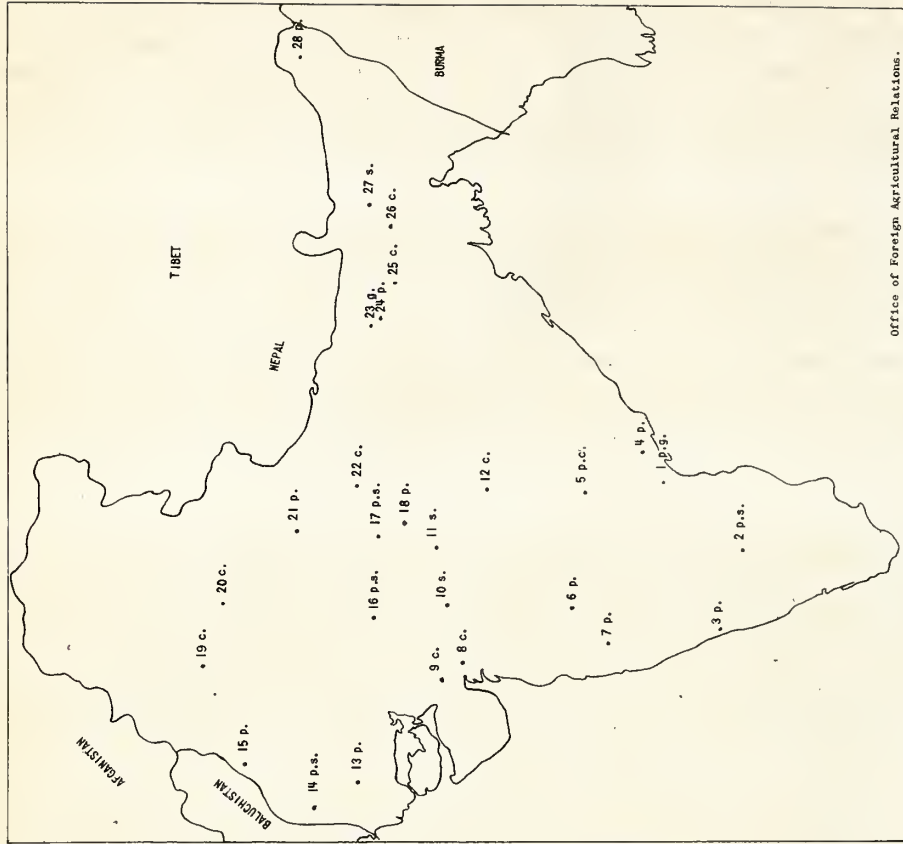 28 p.
BURMA
TIBET
27 s.
26 c.
25 c.
23 g.
24 p.
NEPAL
22 c.
21 p.
17 p.s.
18 p.
12 c.
4 p.
1 p.g.
5 p.c.
11 s.
2 p.s.
20 c.
16 p.s.
10 s.
6 p.
3 p.
7 p.
19 c.
9 c.
8 c.
AFGANISTAN
15 p.
BALUCHISTAN
14 p.s.
13 p.
Office of Foreign Agricultural Relations.